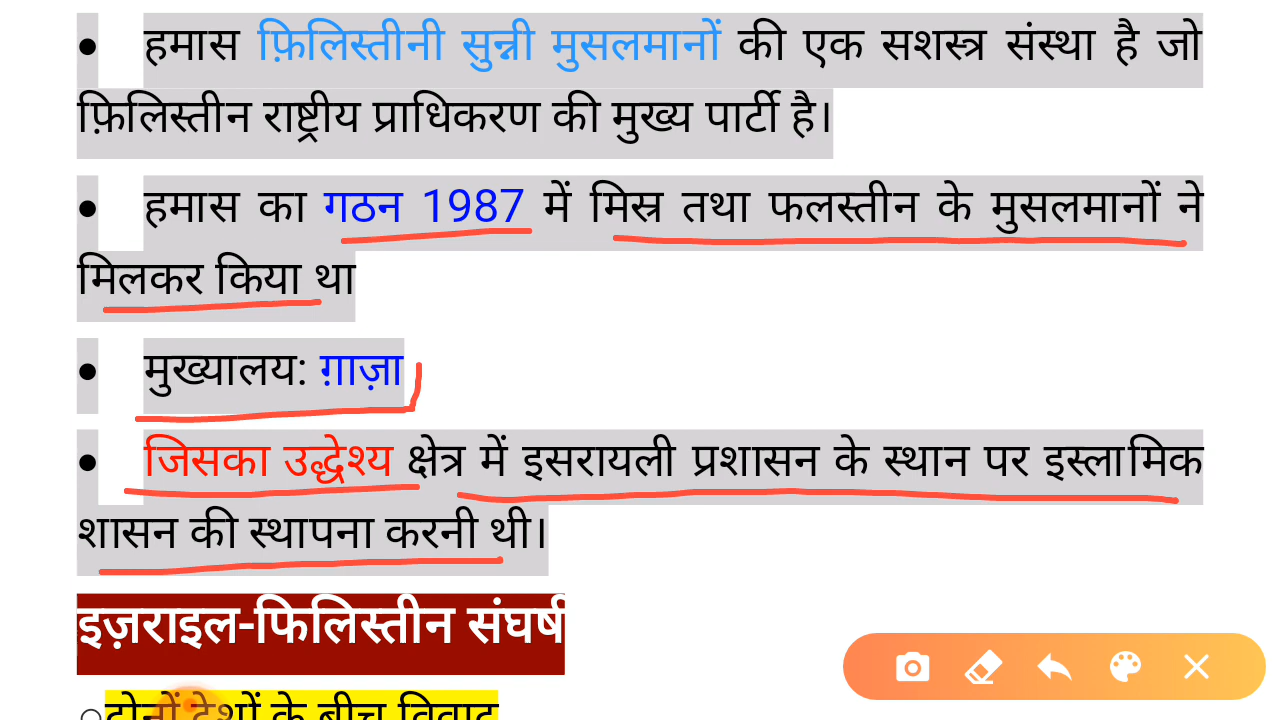 ● हमास फ़िलिस्तीनी सुन्नी मुसलमानों की एक सशस्त्र संस्था है जो
फ़िलिस्तीन राष्ट्रीय प्राधिकरण की मुख्य पार्टी है।
● हमास का गठन 1987 में मिस्र तथा फलस्तीन के मुसलमानों ने
मिलकर किया था
● मुख्यालय: ग़ाज़ा
● जिसका उद्धेश्य क्षेत्र में इसरायली प्रशासन के स्थान पर इस्लामिक
शासन की स्थापना करनी थी।
इज़राइल-फिलिस्तीन संघर्ष
○दोनों देशों के बीच विवाद